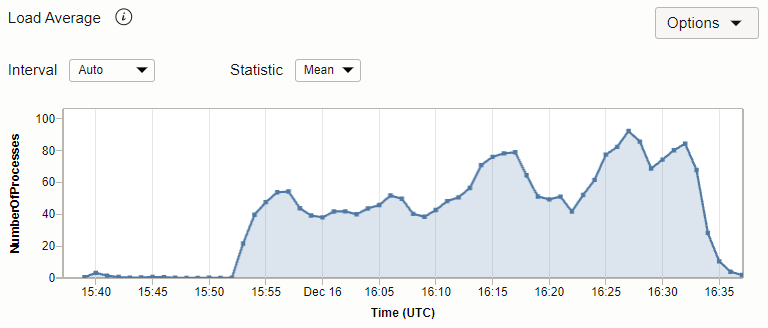 Load Average
Options
Interval Auto Statistic Mean
NumberOfProcesses
100
80
60
40
20
0
15:40 15:45 15:50 15:55 Dec 16 16:05 16:10 16:15 16:20 16:25 16:30 16:35
Time (UTC)